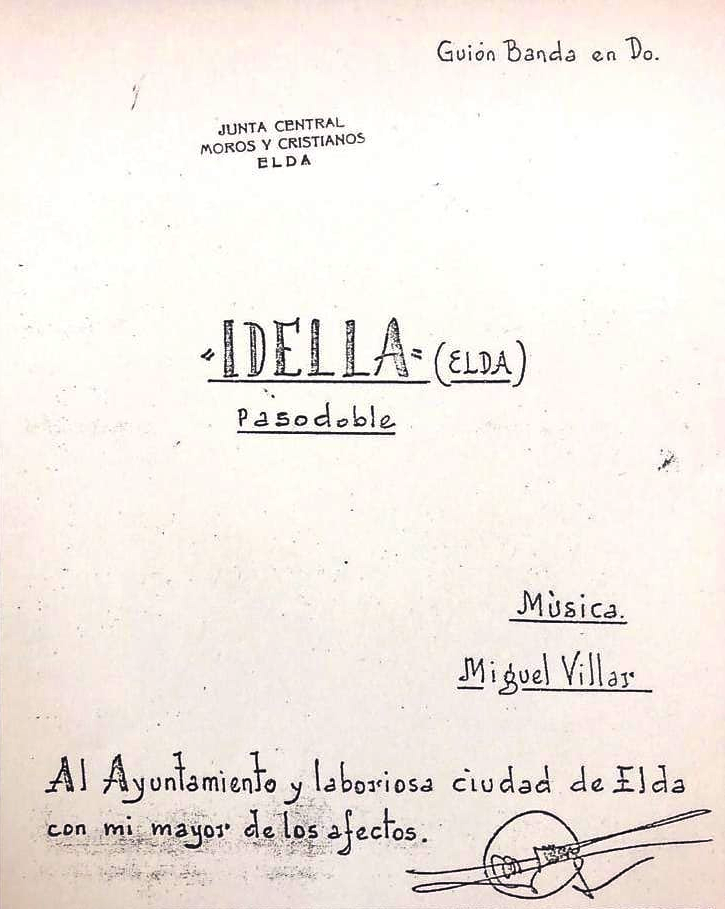 Guión Banda en Do.
JUNTA CENTRAL
MOROS Y CRISTIANOS
ELDA
"IDELLA" (ELDA)
Pasodoble
Mùsica.
Miguel Villar
Al Ayuntamiento y laboriosa ciudad de Elda
con mi mayor de los afectos.